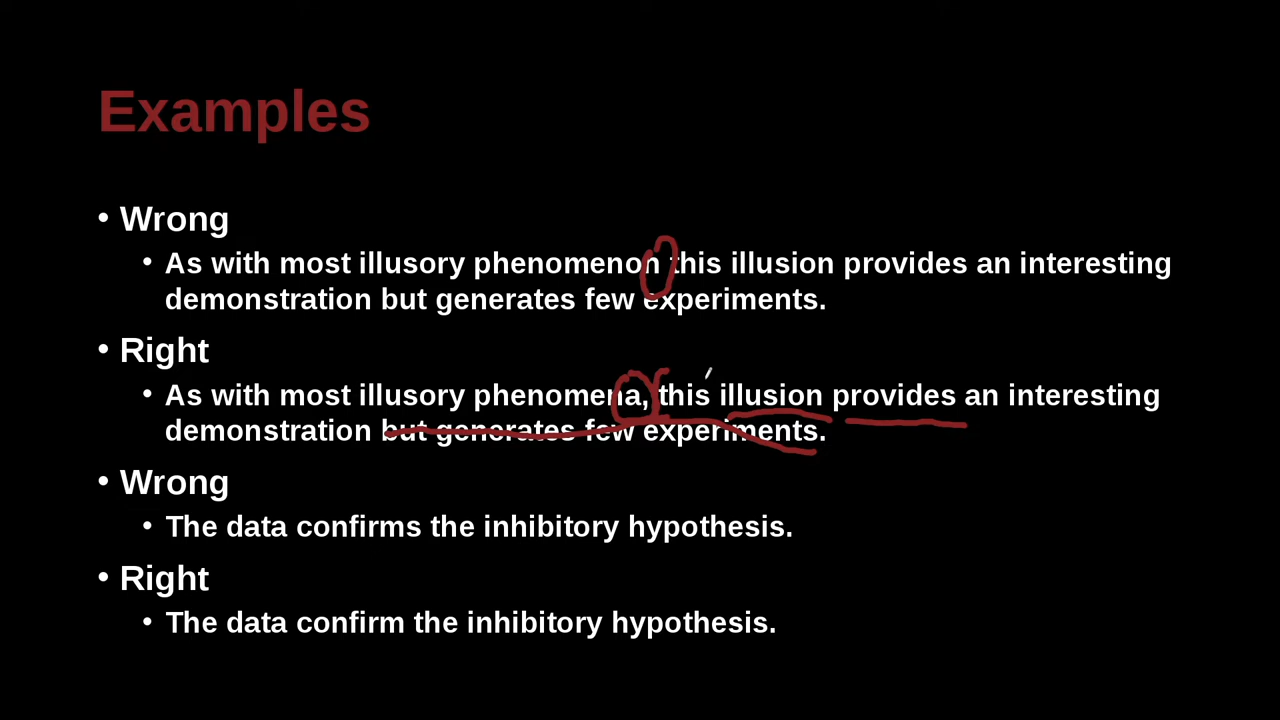 Examples
• Wrong
• As with most illusory phenomenon this illusion provides an interesting
demonstration but generates few experiments.
• Right
• As with most illusory phenomena, this illusion provides an interesting
demonstration but generates few experiments.
• Wrong
• The data confirms the inhibitory hypothesis.
• Right
• The data confirm the inhibitory hypothesis.